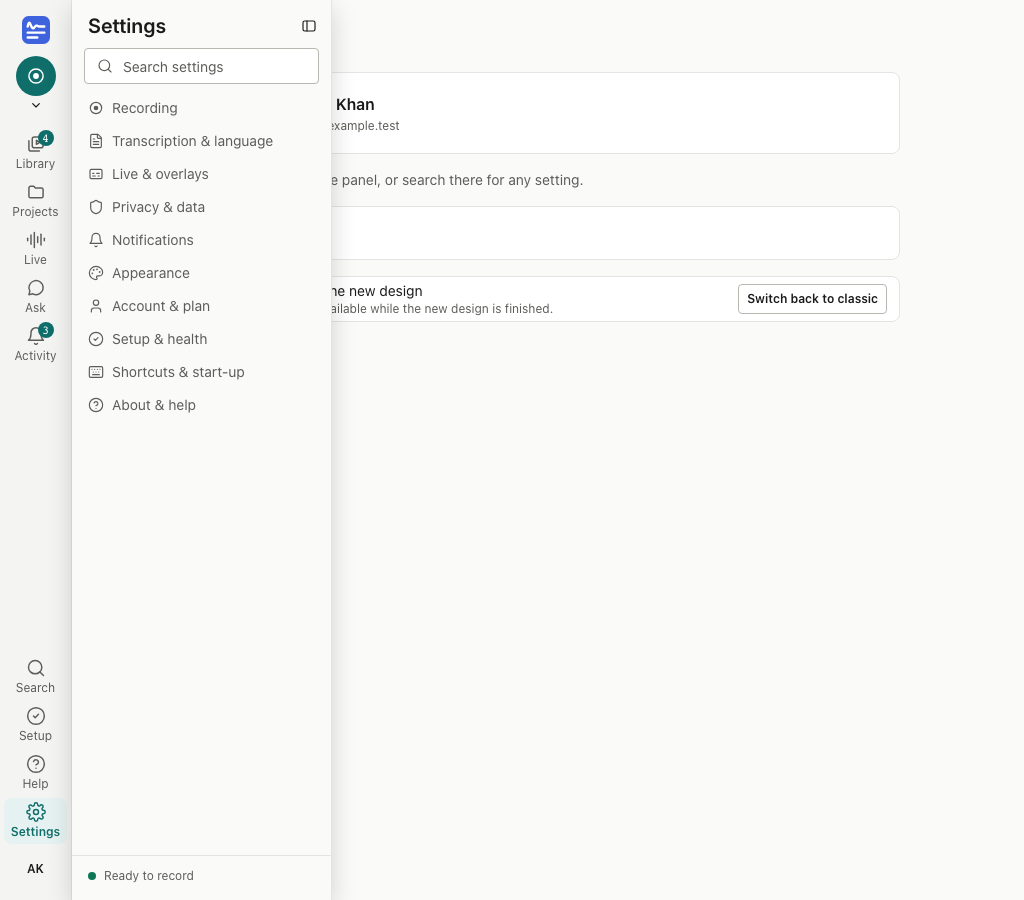 Library
4
Projects
Live
Ask
Activity
3
Search
Setup
Help
Settings
AK
Settings
Search settings
Recording
Transcription & language
Live & overlays
Privacy & data
Notifications
Appearance
Account & plan
Setup & health
Shortcuts & start-up
About & help
Ready to record
Khan
example.test
panel, or search there for any setting.
new design
while the new design is finished.
Switch back to classic